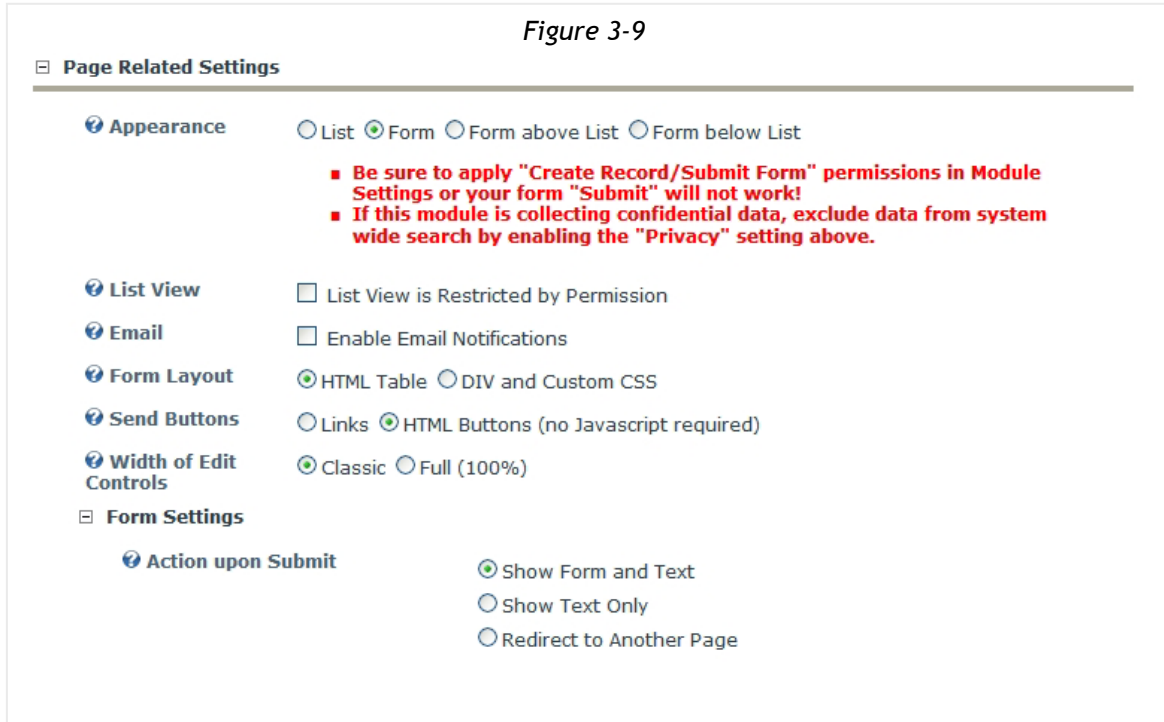 Figure 3-9
Page Related Settings
Appearance
List Form Form above List Form below List
Be sure to apply "Create Record/Submit Form" permissions in Module
Settings or your form "Submit" will not work!
If this module is collecting confidential data, exclude data from system
wide search by enabling the "Privacy" setting above.
List View
List View is Restricted by Permission
Email
Enable Email Notifications
Form Layout
HTML Table DIV and Custom CSS
Send Buttons
Links HTML Buttons (no Javascript required)
Width of Edit
Controls
Classic Full (100%)
Form Settings
Action upon Submit
Show Form and Text
Show Text Only
Redirect to Another Page